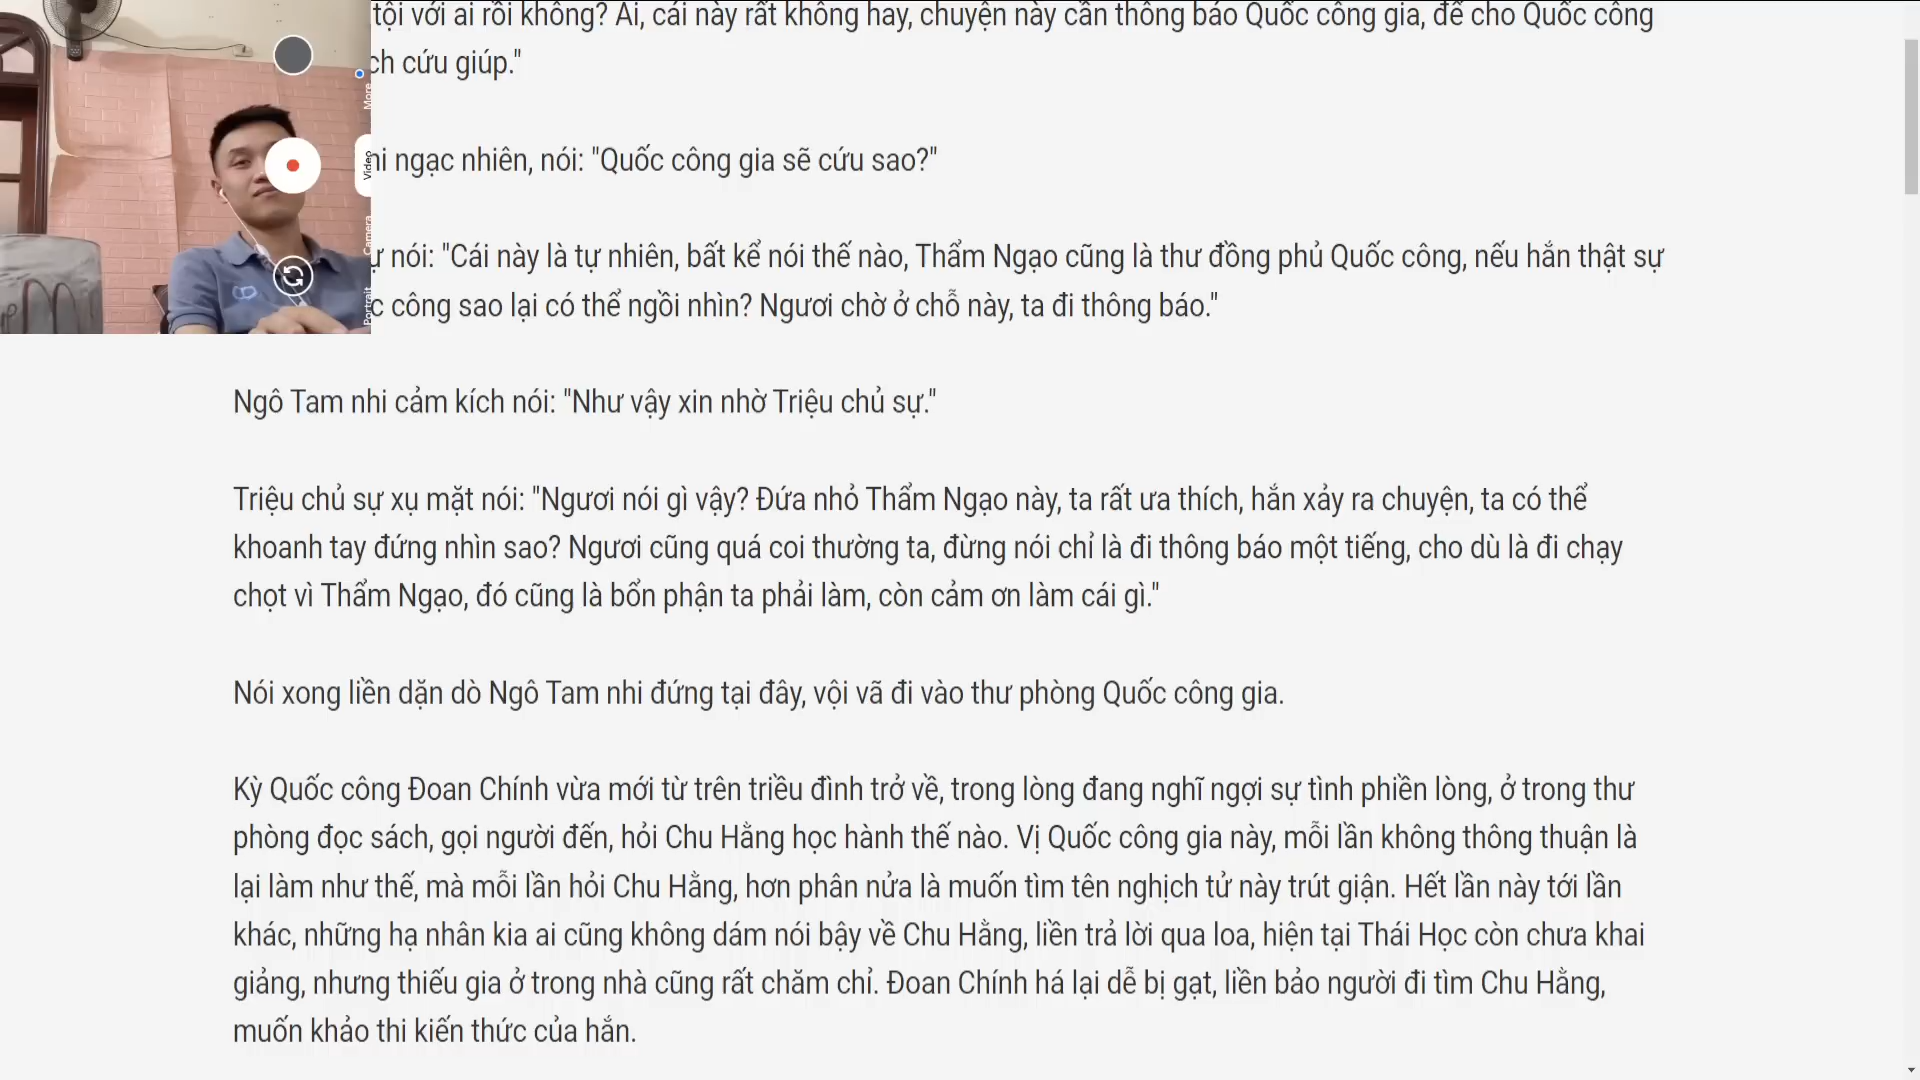 tội với ai rồi không? Ai, cái này rất không hay, chuyện này cần thông báo Quốc công gia, để cho Quốc công
ch cứu giúp."
More
Video
Camera
Portrait
hi ngạc nhiên, nói: "Quốc công gia sẽ cứu sao?"
ự nói: "Cái này là tự nhiên, bất kể nói thế nào, Thẩm Ngạo cũng là thư đồng phủ Quốc công, nếu hắn thật sự
c công sao lại có thể ngồi nhìn? Ngươi chờ ở chỗ này, ta đi thông báo."
Ngô Tam nhi cảm kích nói: "Như vậy xin nhờ Triệu chủ sự."
Triệu chủ sự xụ mặt nói: "Ngươi nói gì vậy? Đứa nhỏ Thẩm Ngạo này, ta rất ưa thích, hắn xảy ra chuyện, ta có thể
khoanh tay đứng nhìn sao? Ngươi cũng quá coi thường ta, đừng nói chỉ là đi thông báo một tiếng, cho dù là đi chạy
chọt vì Thẩm Ngạo, đó cũng là bổn phận ta phải làm, còn cảm ơn làm cái gì."
Nói xong liền dặn dò Ngô Tam nhi đứng tại đây, vội vã đi vào thư phòng Quốc công gia.
Kỳ Quốc công Đoan Chính vừa mới từ trên triều đình trở về, trong lòng đang nghĩ ngợi sự tình phiền lòng, ở trong thư
phòng đọc sách, gọi người đến, hỏi Chu Hằng học hành thế nào. Vị Quốc công gia này, mỗi lần không thông thuận là
lại làm như thế, mà mỗi lần hỏi Chu Hằng, hơn phân nửa là muốn tìm tên nghịch tử này trút giận. Hết lần này tới lần
khác, những hạ nhân kia ai cũng không dám nói bậy về Chu Hằng, liền trả lời qua loa, hiện tại Thái Học còn chưa khai
giảng, nhưng thiếu gia ở trong nhà cũng rất chăm chỉ. Đoan Chính há lại dễ bị gạt, liền bảo người đi tìm Chu Hằng,
muốn khảo thi kiến thức của hắn.